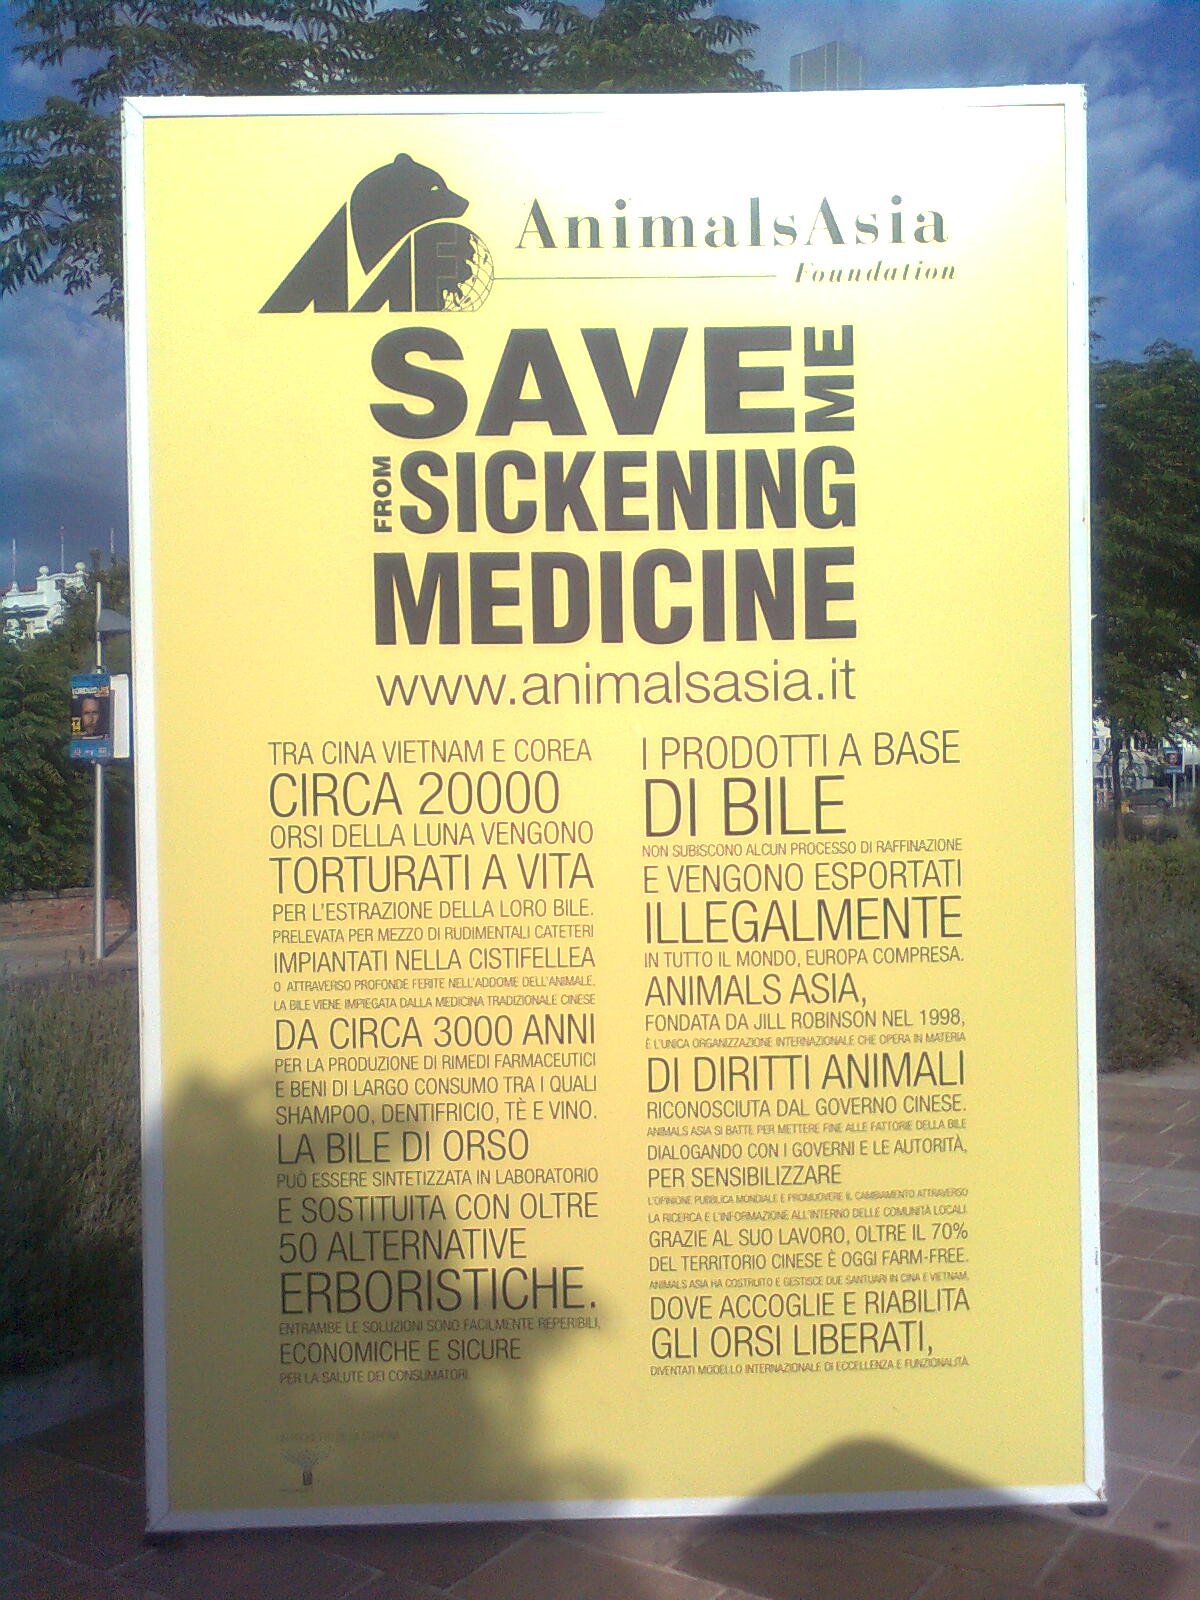 AnimalsAsia
Foundation
SAVE ME
FROM SICKENING
MEDICINE
www.animalsasia.it
TRA CINA VIETNAM E COREA
CIRCA 20000
ORSI DELLA LUNA VENGONO
TORTURATI A VITA
PER L'ESTRAZIONE DELLA LORO BILE.
PRELEVATA PER MEZZO DI RUDIMENTALI CATETERI
IMPIANTATI NELLA CISTIFELLEA
O ATTRAVERSO PROFONDE FERITE NELL'ADDOME DELL'ANIMALE,
LA BILE VIENE IMPIEGATA DALLA MEDICINA TRADIZIONALE CINESE
DA CIRCA 3000 ANNI
PER LA PRODUZIONE DI RIMEDI FARMACEUTICI
E BENI DI LARGO CONSUMO TRA I QUALI
SHAMPOO, DENTIFRICIO, TÈ E VINO.
LA BILE DI ORSO
PUÒ ESSERE SINTETIZZATA IN LABORATORIO
E SOSTITUITA CON OLTRE
50 ALTERNATIVE
ERBORISTICHE.
ENTRAMBE LE SOLUZIONI SONO FACILMENTE REPERIBILI,
ECONOMICHE E SICURE
PER LA SALUTE DEI CONSUMATORI.
I PRODOTTI A BASE
DI BILE
NON SUBISCONO ALCUN PROCESSO DI RAFFINAZIONE
E VENGONO ESPORTATI
ILLEGALMENTE
IN TUTTO IL MONDO, EUROPA COMPRESA.
ANIMALS ASIA,
FONDATA DA JILL ROBINSON NEL 1998,
È L'UNICA ORGANIZZAZIONE INTERNAZIONALE CHE OPERA IN MATERIA
DI DIRITTI ANIMALI
RICONOSCIUTA DAL GOVERNO CINESE.
ANIMALS ASIA SI BATTE PER METTERE FINE ALLE FATTORIE DELLA BILE
DIALOGANDO CON I GOVERNI E LE AUTORITÀ,
PER SENSIBILIZZARE
L'OPINIONE PUBBLICA MONDIALE E PROMUOVERE IL CAMBIAMENTO ATTRAVERSO
LA RICERCA E L'INFORMAZIONE ALL'INTERNO DELLE COMUNITÀ LOCALI.
GRAZIE AL SUO LAVORO, OLTRE IL 70%
DEL TERRITORIO CINESE È OGGI FARM-FREE.
ANIMALS ASIA HA COSTRUITO E GESTISCE DUE SANTUARI IN CINA E VIETNAM,
DOVE ACCOGLIE E RIABILITA
GLI ORSI LIBERATI,
DIVENTATI MODELLO INTERNAZIONALE DI ECCELLENZA E FUNZIONALITÀ.